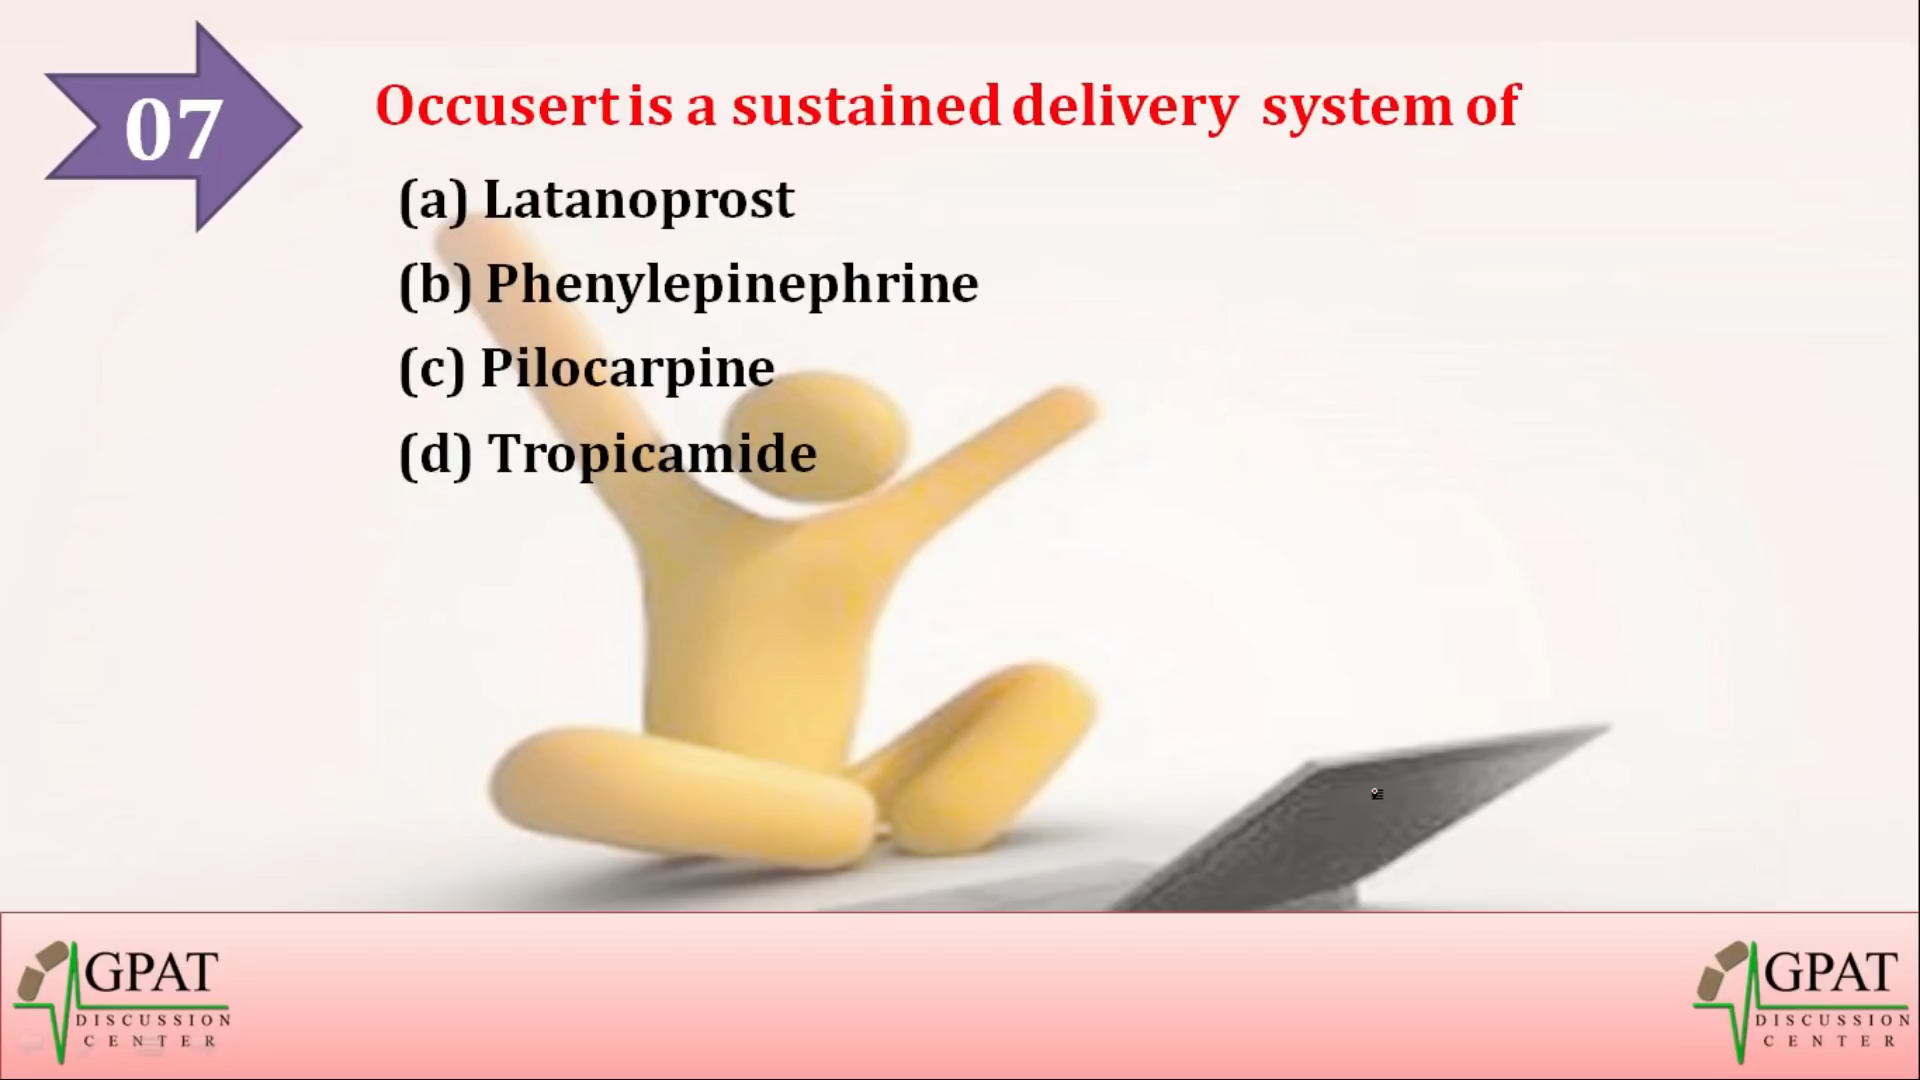 07
Occusert is a sustained delivery system of
(a) Latanoprost
(b) Phenylepinephrine
(c) Pilocarpine
(d) Tropicamide
GPAT
DISCUSSION
CENTER
GPAT
DISCUSSION
CENTER